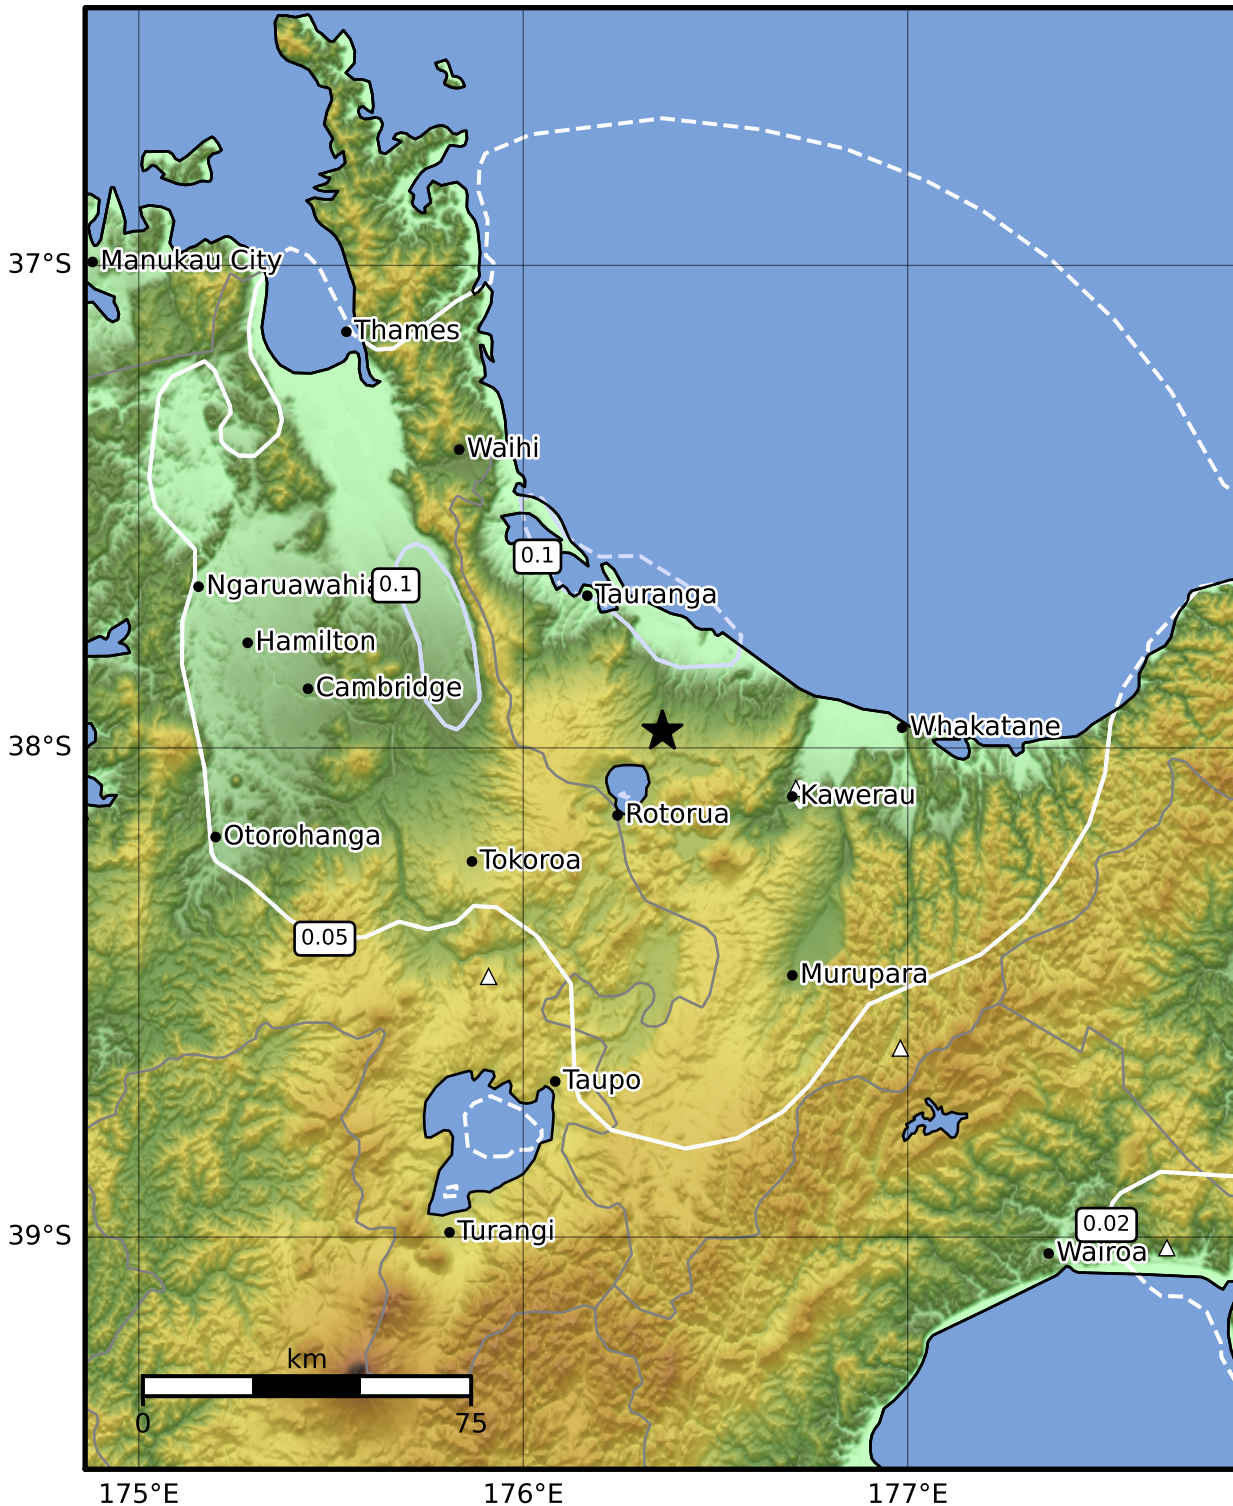 Manukau City
37°S
Thames
Waihi
0.1
0.1
Ngaruawahia
Tauranga
Hamilton
Cambridge
Whakatane
38°S
Kawerau
Rotorua
Otorohanga
Tokoroa
0.05
Murupara
Taupo
0.02
Turangi
39°S
Wairoa
km
0
75
175°E
176°E
177°E